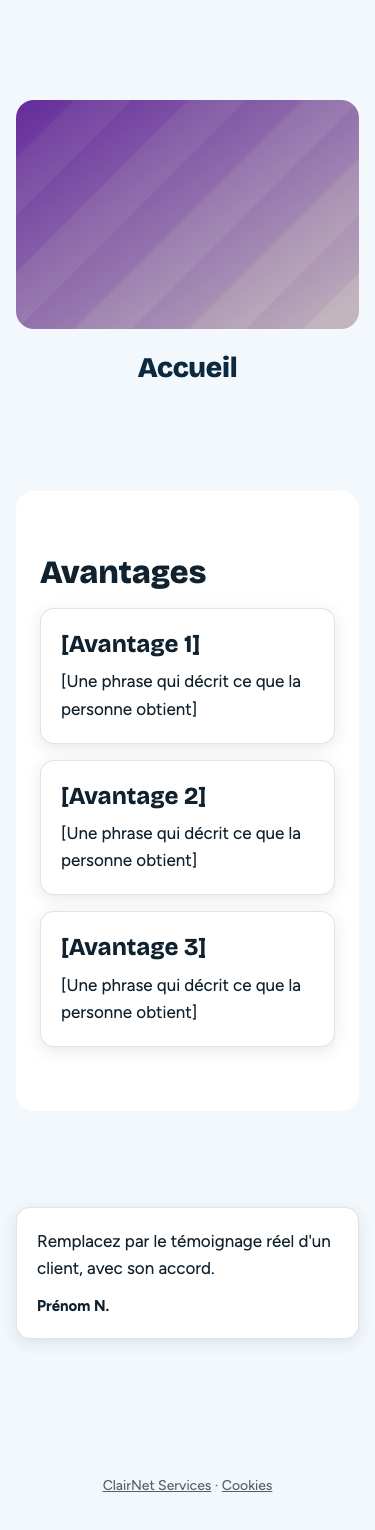 Accueil
Avantages
[Avantage 1]
[Une phrase qui décrit ce que la
personne obtient]
[Avantage 2]
[Une phrase qui décrit ce que la
personne obtient]
[Avantage 3]
[Une phrase qui décrit ce que la
personne obtient]
Remplacez par le témoignage réel d'un
client, avec son accord.
Prénom N.
ClairNet Services · Cookies